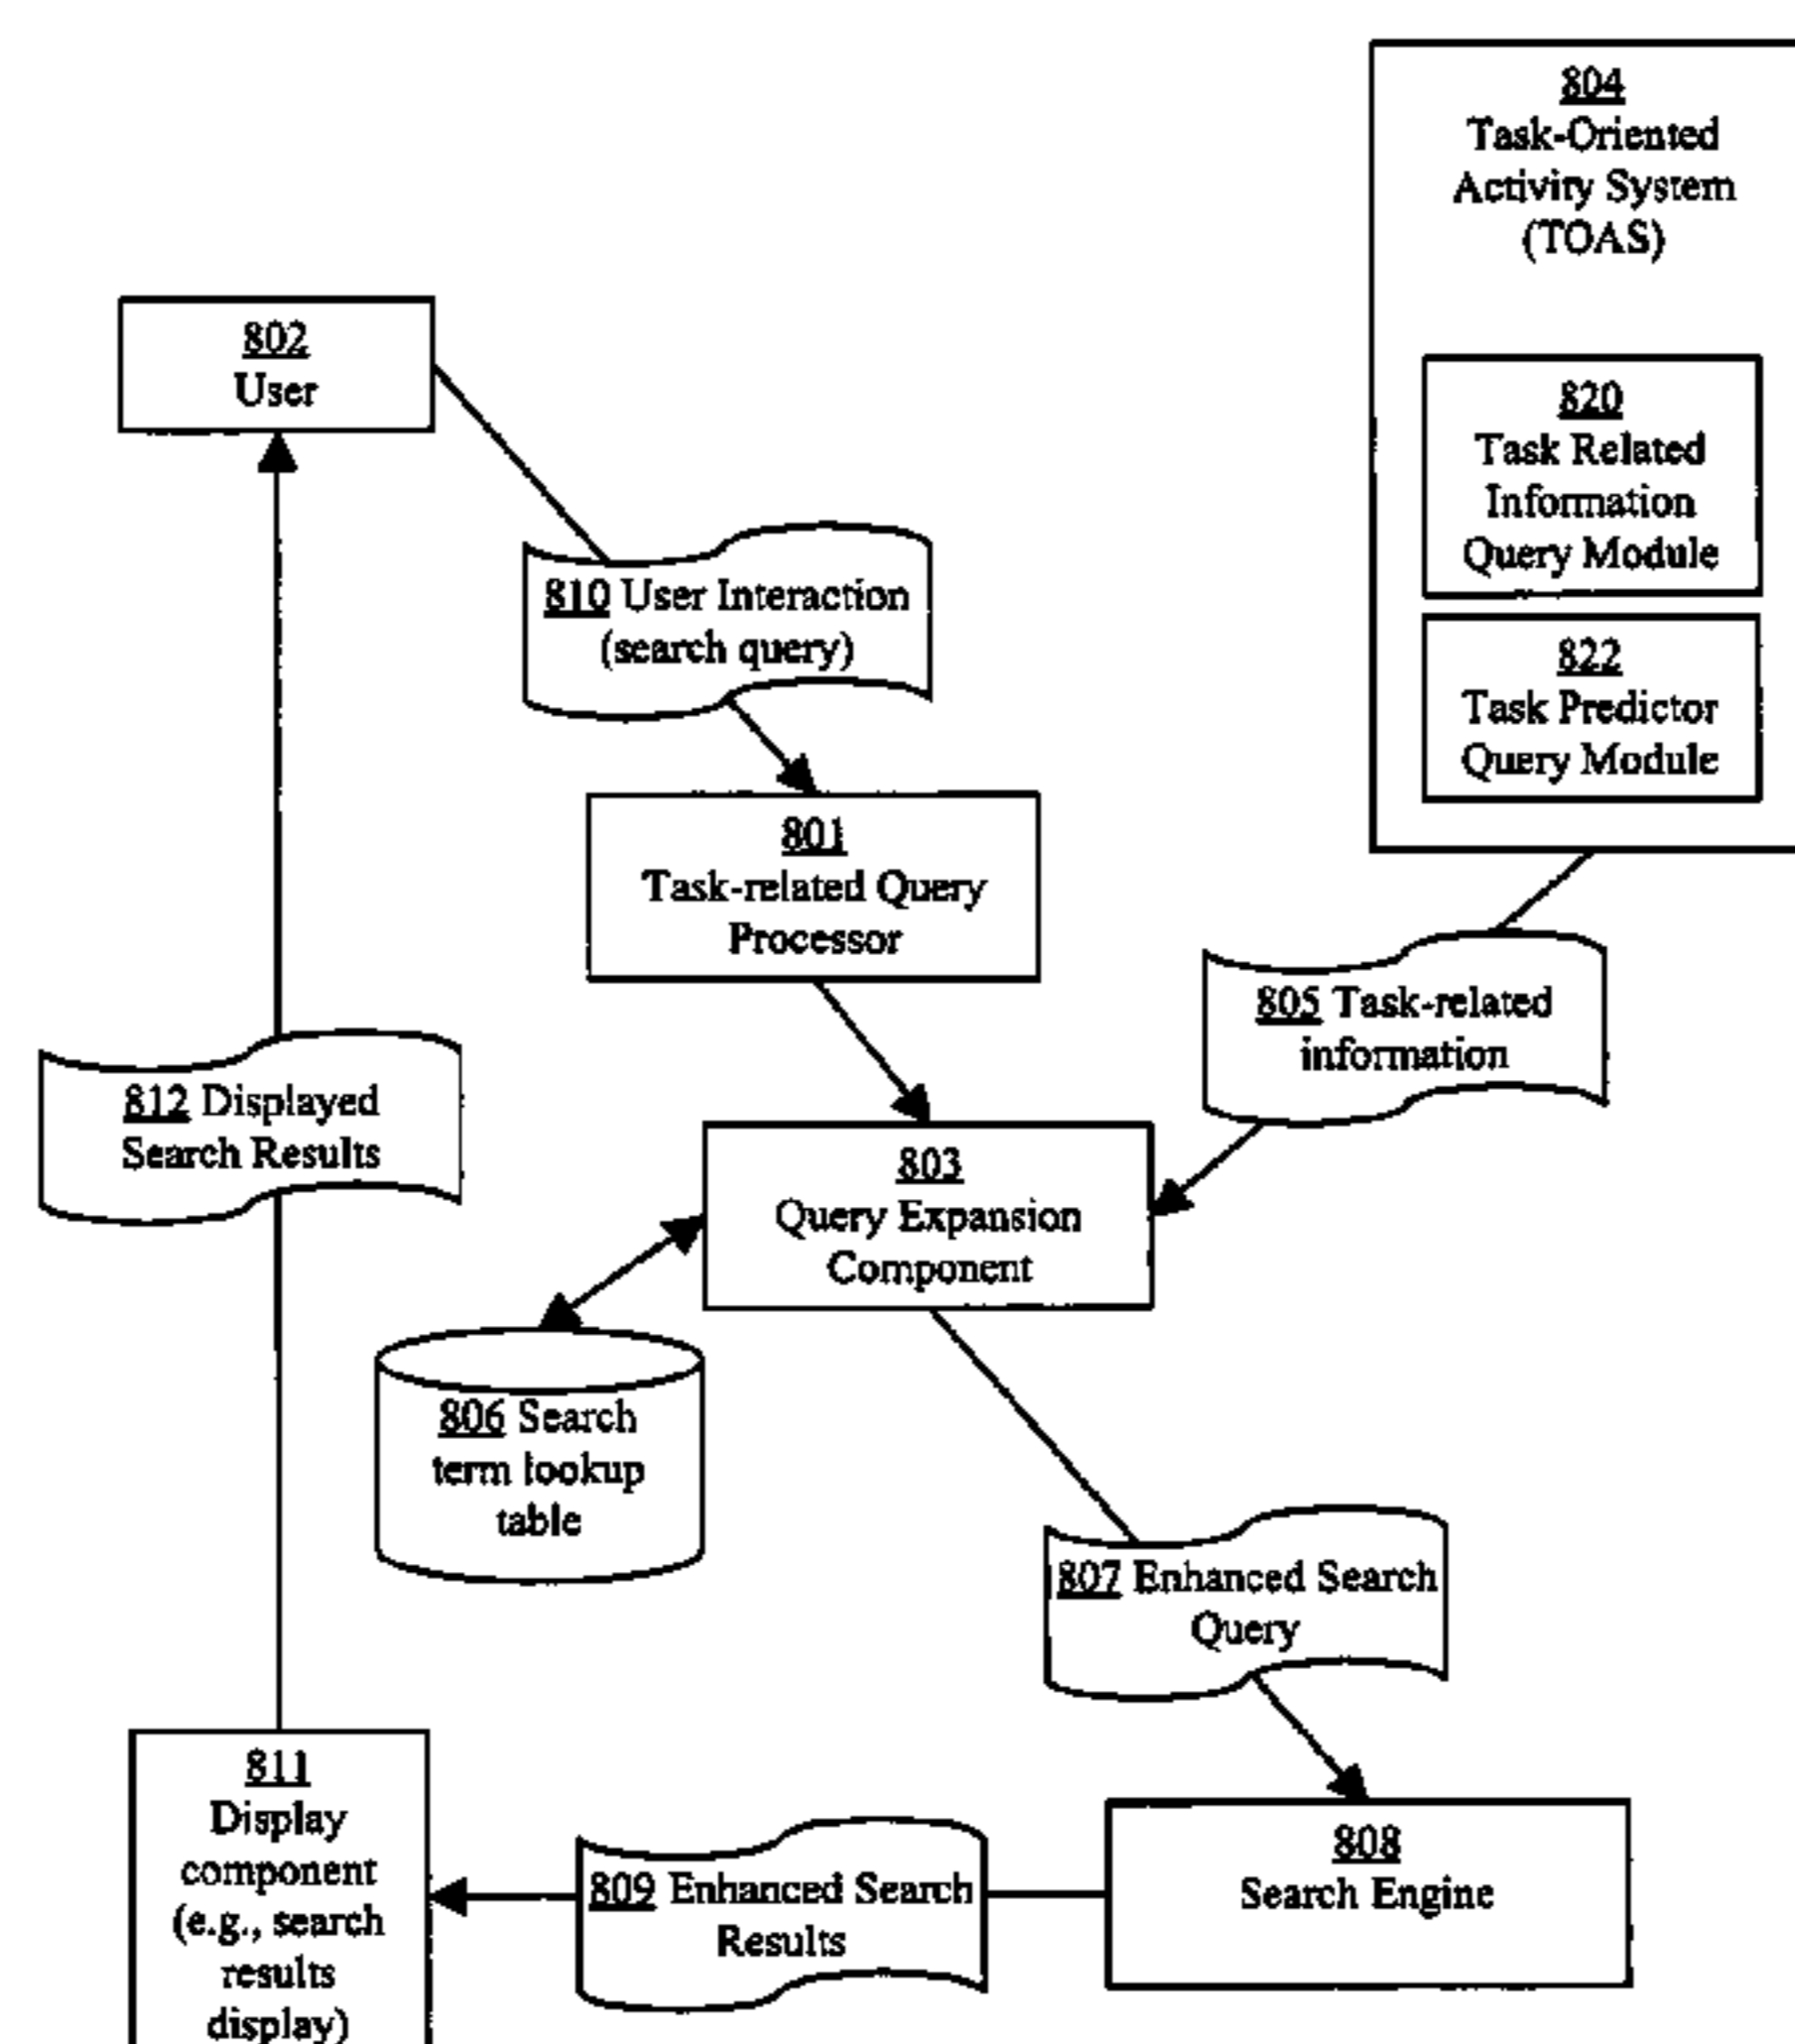 804
Task-Oriented
Activity System
(TOAS)
802
User
820
Task Related
Information
Query Module
810 User Interaction
(search query)
822
Task Predictor
Query Module
801
Task-related Query
Processor
805 Task-related
information
812 Displayed
Search Results
803
Query Expansion
Component
806 Search
term lookup
table
807 Enhanced Search
Query
811
Display
component
(e.g., search
results
display)
809 Enhanced Search
Results
808
Search Engine